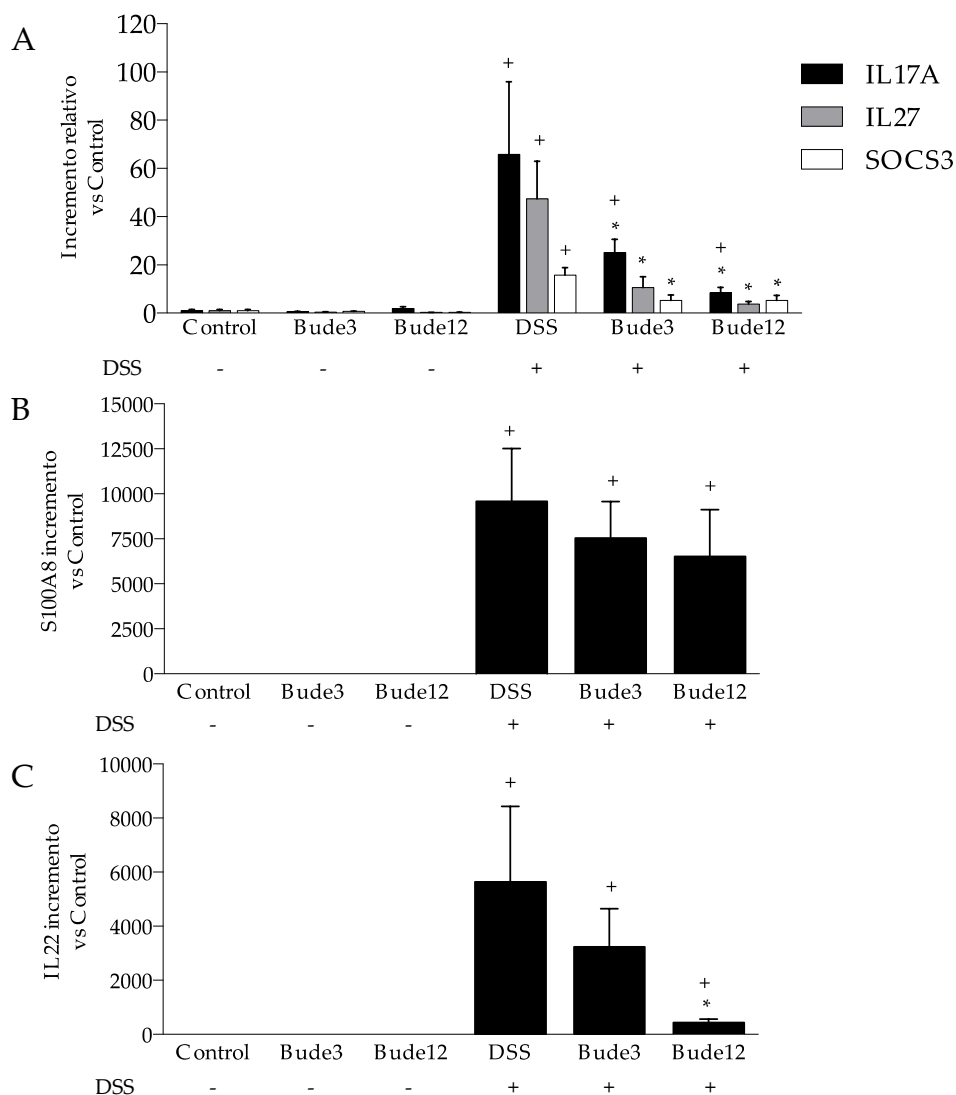 A
Incremento relativo
vs Control
120
100
80
60
40
20
0
+
+
+
+
*
*
*
+
*
*
*
IL17A
IL27
SOCS3
Control Bude3 Bude12 DSS Bude3 Bude12
DSS - - - + + +
B
S100A8 incremento
vs Control
15000
12500
10000
7500
5000
2500
0
+
+
+
Control Bude3 Bude12 DSS Bude3 Bude12
DSS - - - + + +
C
IL22 incremento
vs Control
10000
8000
6000
4000
2000
0
+
+
+
*
Control Bude3 Bude12 DSS Bude3 Bude12
DSS - - - + + +